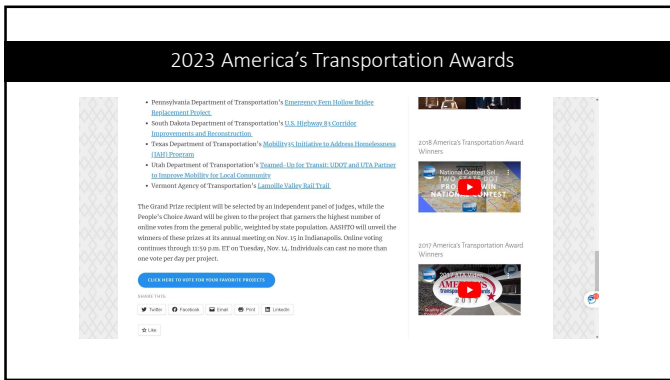 2023 America's Transportation Awards
• Pennsylvania Department of Transportation's Emergency Fern Hollow Bridge
Replacement Project
• South Dakota Department of Transportation's U.S. Highway 83 Corridor
Improvements and Reconstruction
• Texas Department of Transportation's Mobility35 Initiative to Address Homelessness
(IAH) Program
• Utah Department of Transportation's Teamed-Up for Transit: UDOT and UTA Partner
to Improve Mobility for Local Community
• Vermont Agency of Transportation's Lamoille Valley Rail Trail
The Grand Prize recipient will be selected by an independent panel of judges, while the
People's Choice Award will be given to the project that garners the highest number of
online votes from the general public, weighted by state population. AASHTO will unveil the
winners of these prizes at its annual meeting on Nov. 15 in Indianapolis. Online voting
continues through 11:59 p.m. ET on Tuesday, Nov. 14. Individuals can cast no more than
one vote per day per project.
CLICK HERE TO VOTE FOR YOUR FAVORITE PROJECTS
SHARE THIS:
Twitter Facebook Email Print LinkedIn
Like
2018 America's Transportation Award
Winners
National Contest Sel...
TWO STATE DOT
PRO WIN
NATIONAL CONTEST
2017 America's Transportation Award
Winners
2017